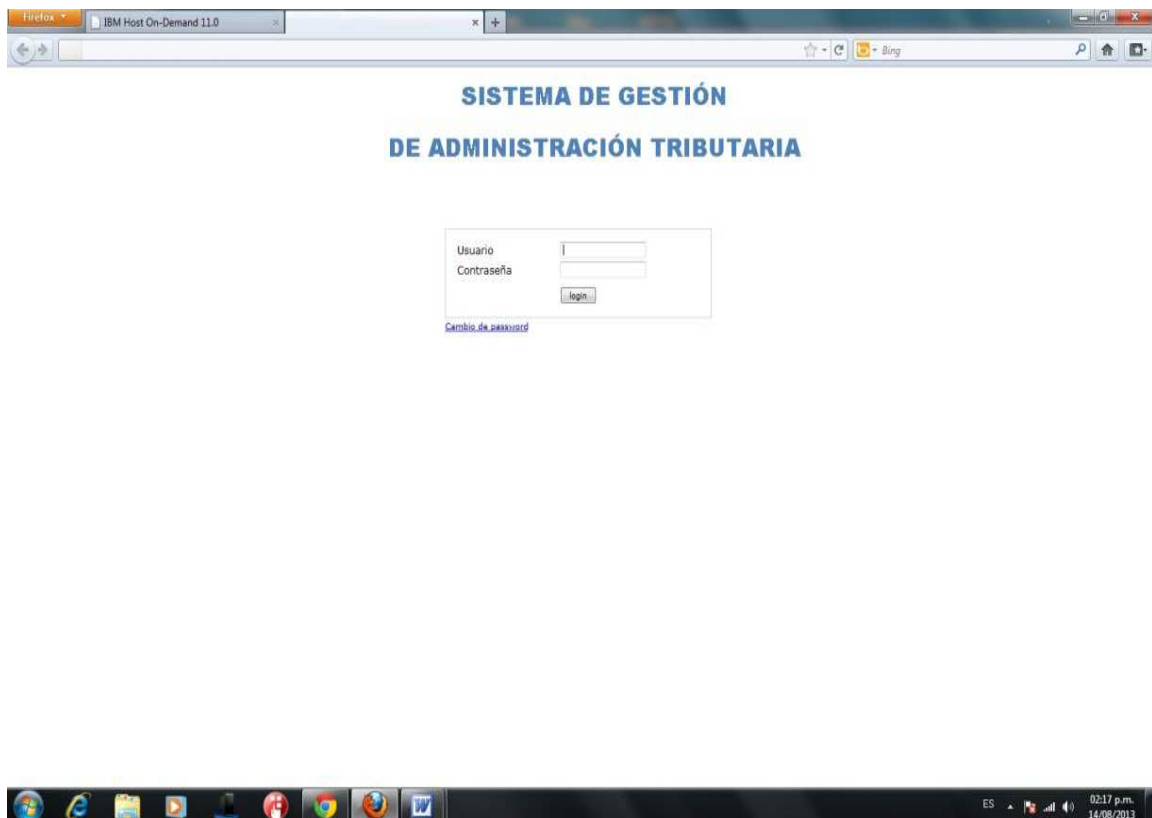 Firefox
IBM Host On-Demand 11.0
Bing
SISTEMA DE GESTIÓN
DE ADMINISTRACIÓN TRIBUTARIA
Usuario
Contraseña
login
Cambio de password
ES
02:17 p.m.
14/08/2013